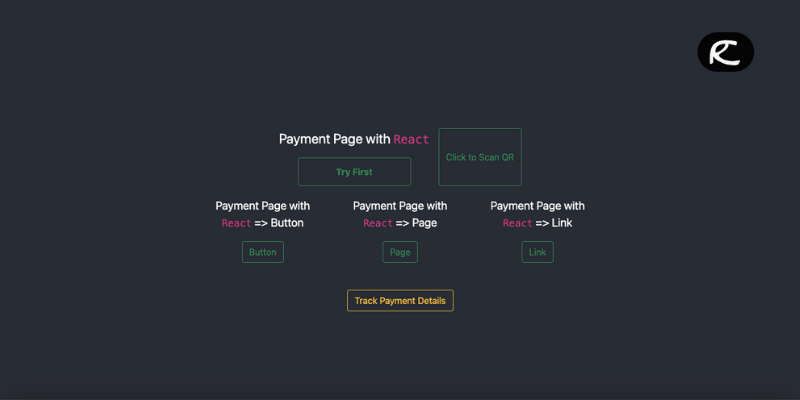 RC
Payment Page with React
Click to Scan QR
Try First
Payment Page with
React => Button
Payment Page with
React => Page
Payment Page with
React => Link
Button
Page
Link
Track Payment Details